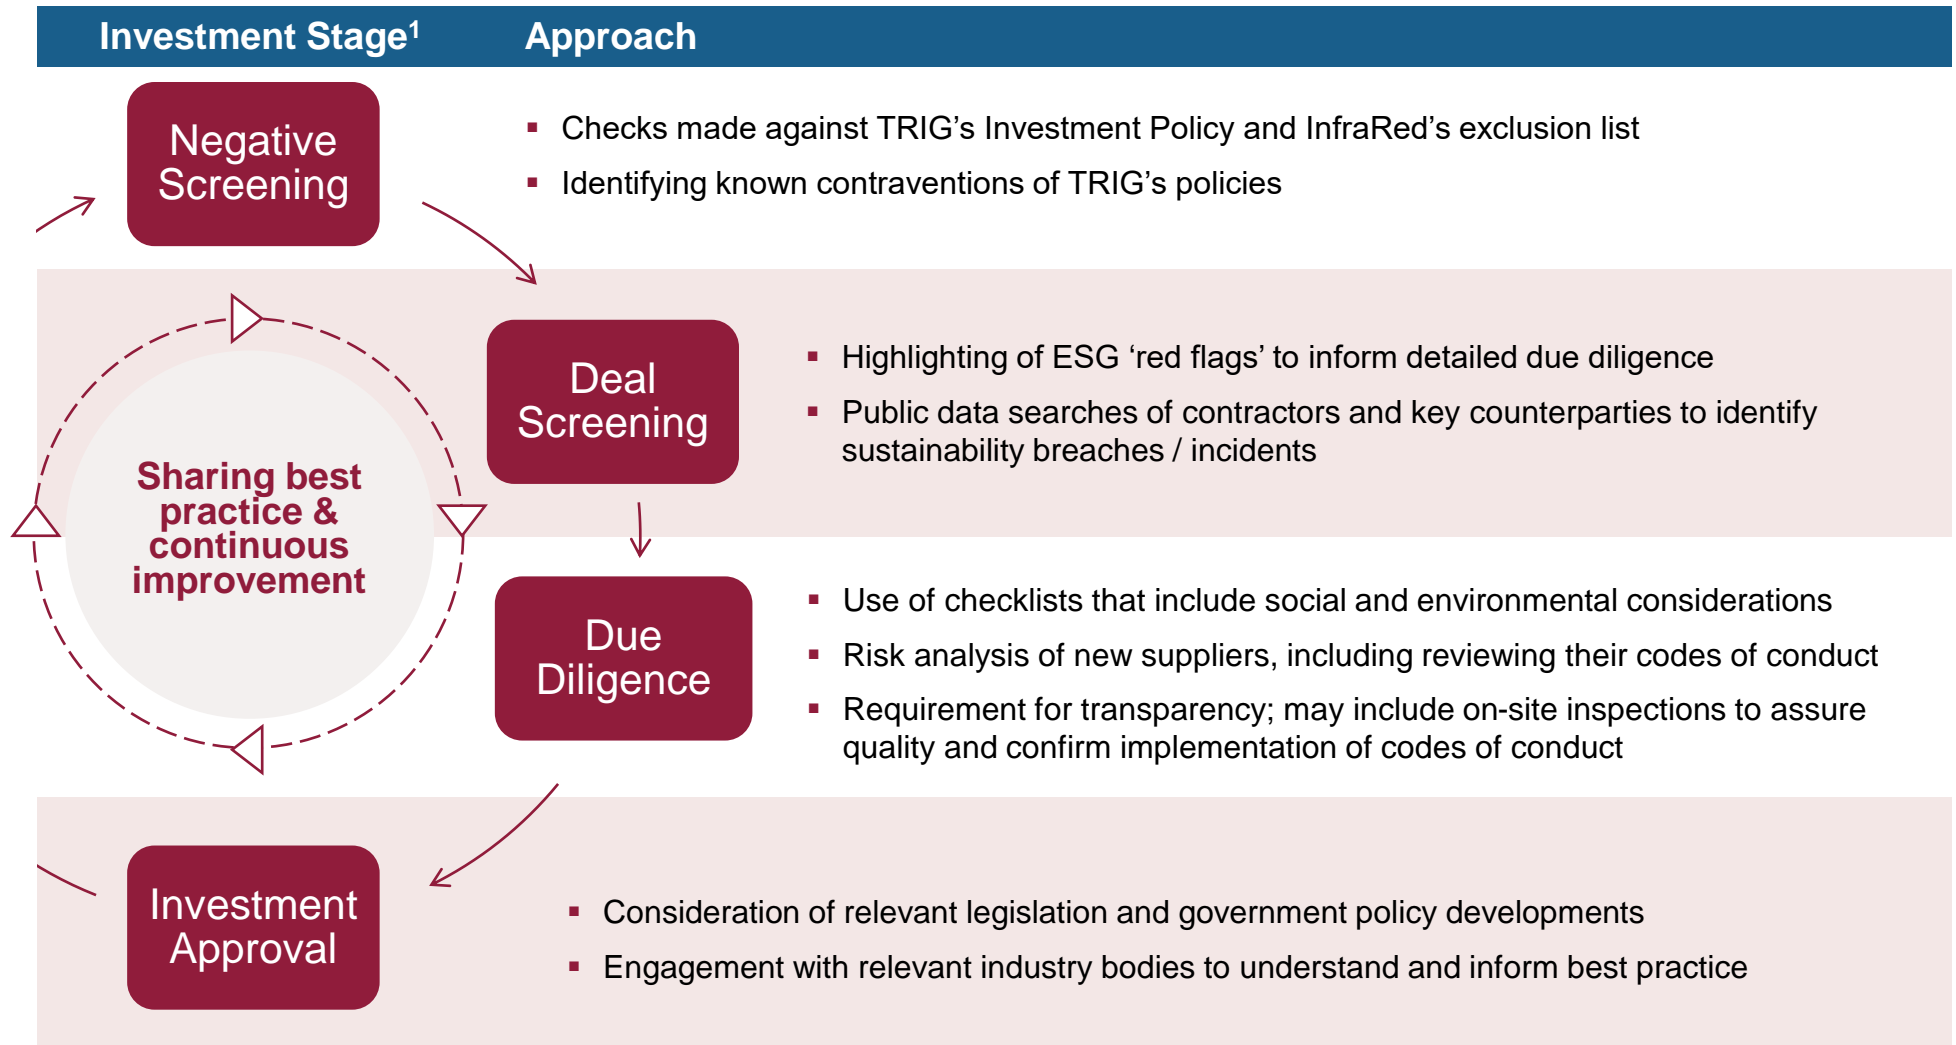 Investment Stage¹ Approach
Negative
Screening
▪ Checks made against TRIG’s Investment Policy and InfraRed’s exclusion list
▪ Identifying known contraventions of TRIG’s policies
Deal
Screening
▪ Highlighting of ESG ‘red flags’ to inform detailed due diligence
▪ Public data searches of contractors and key counterparties to identify
sustainability breaches / incidents
Sharing best
practice &
continuous
improvement
Due
Diligence
▪ Use of checklists that include social and environmental considerations
▪ Risk analysis of new suppliers, including reviewing their codes of conduct
▪ Requirement for transparency; may include on-site inspections to assure
quality and confirm implementation of codes of conduct
Investment
Approval
▪ Consideration of relevant legislation and government policy developments
▪ Engagement with relevant industry bodies to understand and inform best practice